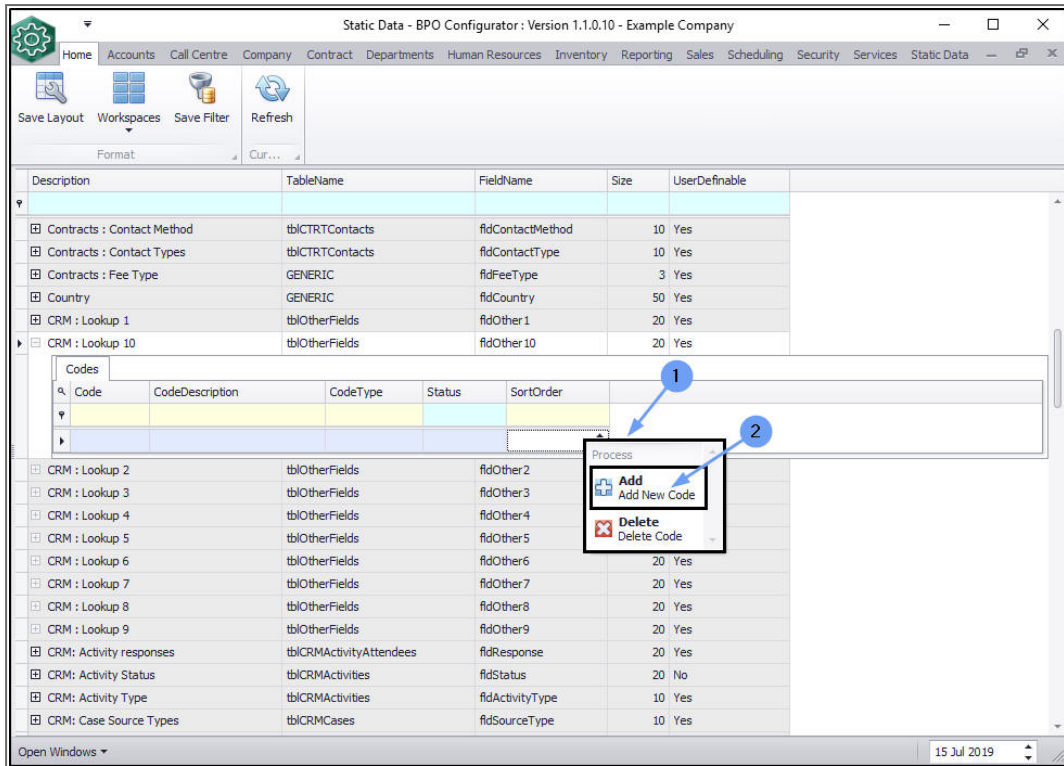 Static Data - BPO Configurator : Version 1.1.0.10 - Example Company
Home Accounts Call Centre Company Contract Departments Human Resources Inventory Reporting Sales Scheduling Security Services Static Data
Save Layout Workspaces Save Filter Refresh
Format Cur...
Description TableName FieldName Size UserDefinable
Contracts : Contact Method tblCTRTContacts fldContactMethod 10 Yes
Contracts : Contact Types tblCTRTContacts fldContactType 10 Yes
Contracts : Fee Type GENERIC fldFeeType 3 Yes
Country GENERIC fldCountry 50 Yes
CRM : Lookup 1 tblOtherFields fldOther1 20 Yes
CRM : Lookup 10 tblOtherFields fldOther10 20 Yes
Codes
1
Code CodeDescription CodeType Status SortOrder
2
Process
CRM : Lookup 2 tblOtherFields fldOther2
Add
CRM : Lookup 3 tblOtherFields fldOther3
Add New Code
CRM : Lookup 4 tblOtherFields fldOther4
Delete
CRM : Lookup 5 tblOtherFields fldOther5
Delete Code
CRM : Lookup 6 tblOtherFields fldOther6 20 Yes
CRM : Lookup 7 tblOtherFields fldOther7 20 Yes
CRM : Lookup 8 tblOtherFields fldOther8 20 Yes
CRM : Lookup 9 tblOtherFields fldOther9 20 Yes
CRM: Activity responses tblCRMActivityAttendees fldResponse 20 Yes
CRM: Activity Status tblCRMActivities fldStatus 20 No
CRM: Activity Type tblCRMActivities fldActivityType 10 Yes
CRM: Case Source Types tblCRMCases fldSourceType 10 Yes
Open Windows 15 Jul 2019